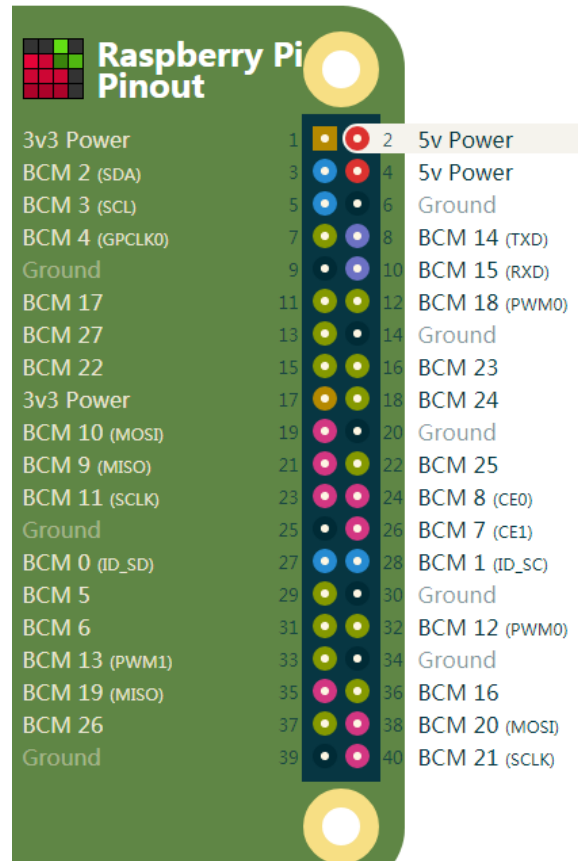 Raspberry Pi
Pinout
3v3 Power 1 2 5v Power
BCM 2 (SDA) 3 4 5v Power
BCM 3 (SCL) 5 6 Ground
BCM 4 (GPCLK0) 7 8 BCM 14 (TXD)
Ground 9 10 BCM 15 (RXD)
BCM 17 11 12 BCM 18 (PWM0)
BCM 27 13 14 Ground
BCM 22 15 16 BCM 23
3v3 Power 17 18 BCM 24
BCM 10 (MOSI) 19 20 Ground
BCM 9 (MISO) 21 22 BCM 25
BCM 11 (SCLK) 23 24 BCM 8 (CE0)
Ground 25 26 BCM 7 (CE1)
BCM 0 (ID_SD) 27 28 BCM 1 (ID_SC)
BCM 5 29 30 Ground
BCM 6 31 32 BCM 12 (PWM0)
BCM 13 (PWM1) 33 34 Ground
BCM 19 (MISO) 35 36 BCM 16
BCM 26 37 38 BCM 20 (MOSI)
Ground 39 40 BCM 21 (SCLK)